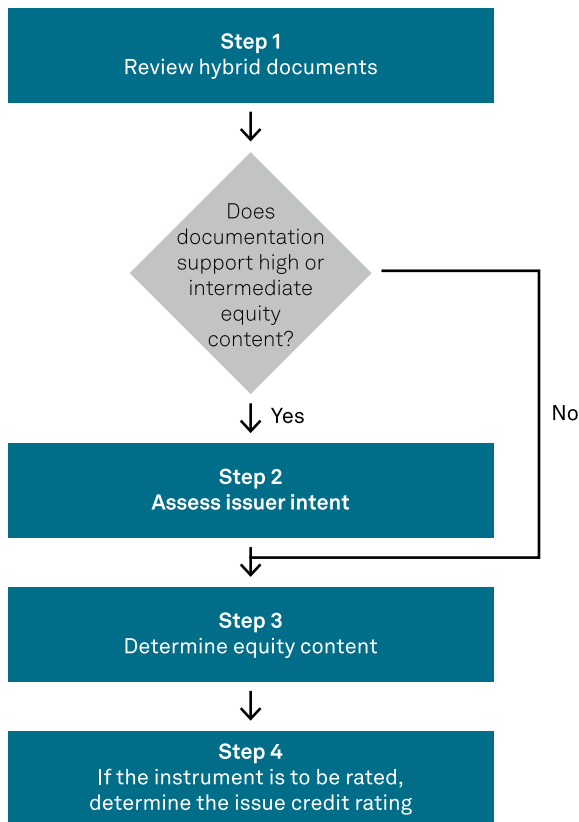 Step 1
Review hybrid documents
Does
documentation
support high or
intermediate
equity
content?
Yes
No
Step 2
Assess issuer intent
Step 3
Determine equity content
Step 4
If the instrument is to be rated,
determine the issue credit rating